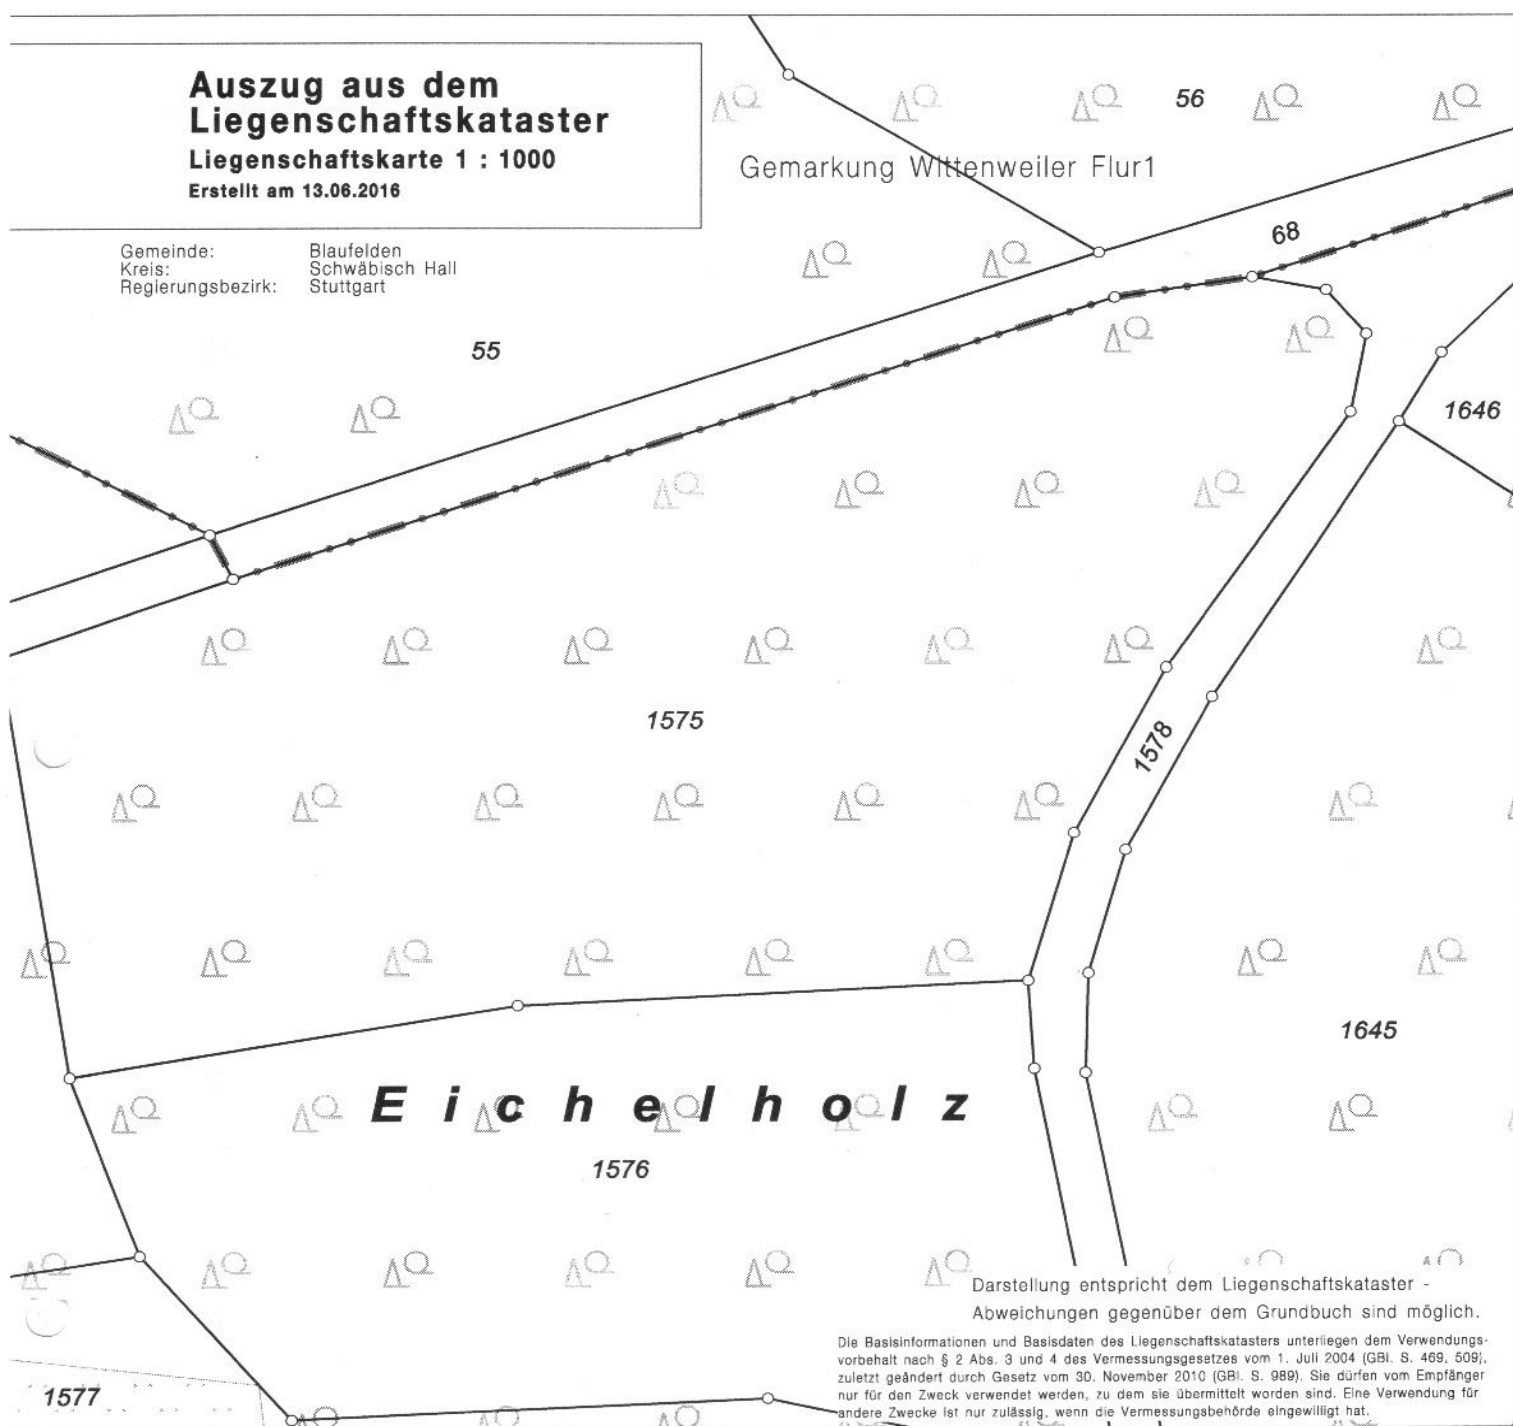 Auszug aus dem
Liegenschaftskataster
Liegenschaftskarte 1 : 1000
Erstellt am 13.06.2016
Gemeinde: Blaufelden
Kreis: Schwäbisch Hall
Regierungsbezirk: Stuttgart
56
Gemarkung Wittenweiler Flur1
68
55
1646
1575
1578
1645
Eichelholz
1576
1577
Darstellung entspricht dem Liegenschaftskataster -
Abweichungen gegenüber dem Grundbuch sind möglich.
Die Basisinformationen und Basisdaten des Liegenschaftskatasters unterliegen dem Verwendungs-
vorbehalt nach § 2 Abs. 3 und 4 des Vermessungsgesetzes vom 1. Juli 2004 (GBl. S. 469, 509),
zuletzt geändert durch Gesetz vom 30. November 2010 (GBl. S. 989). Sie dürfen vom Empfänger
nur für den Zweck verwendet werden, zu dem sie übermittelt worden sind. Eine Verwendung für
andere Zwecke ist nur zulässig, wenn die Vermessungsbehörde eingewilligt hat.